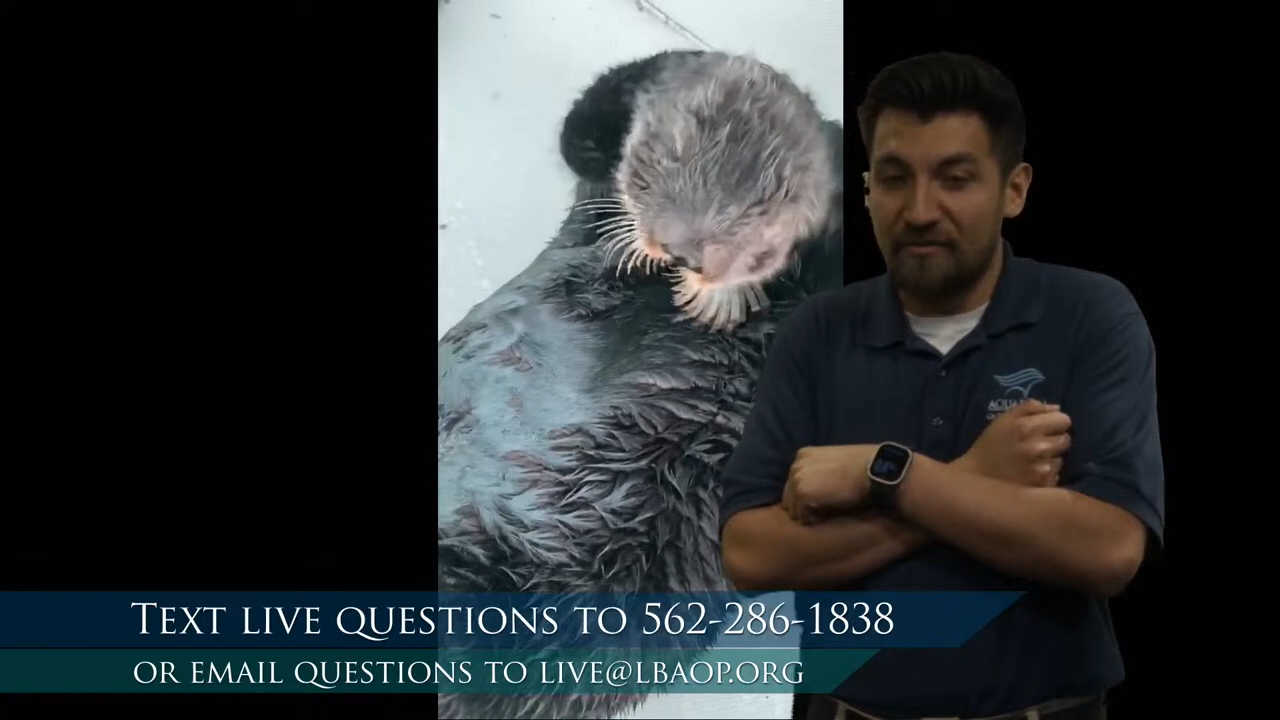 TEXT LIVE QUESTIONS TO 562-286-1838
OR EMAIL QUESTIONS TO LIVE@LBAOP.ORG